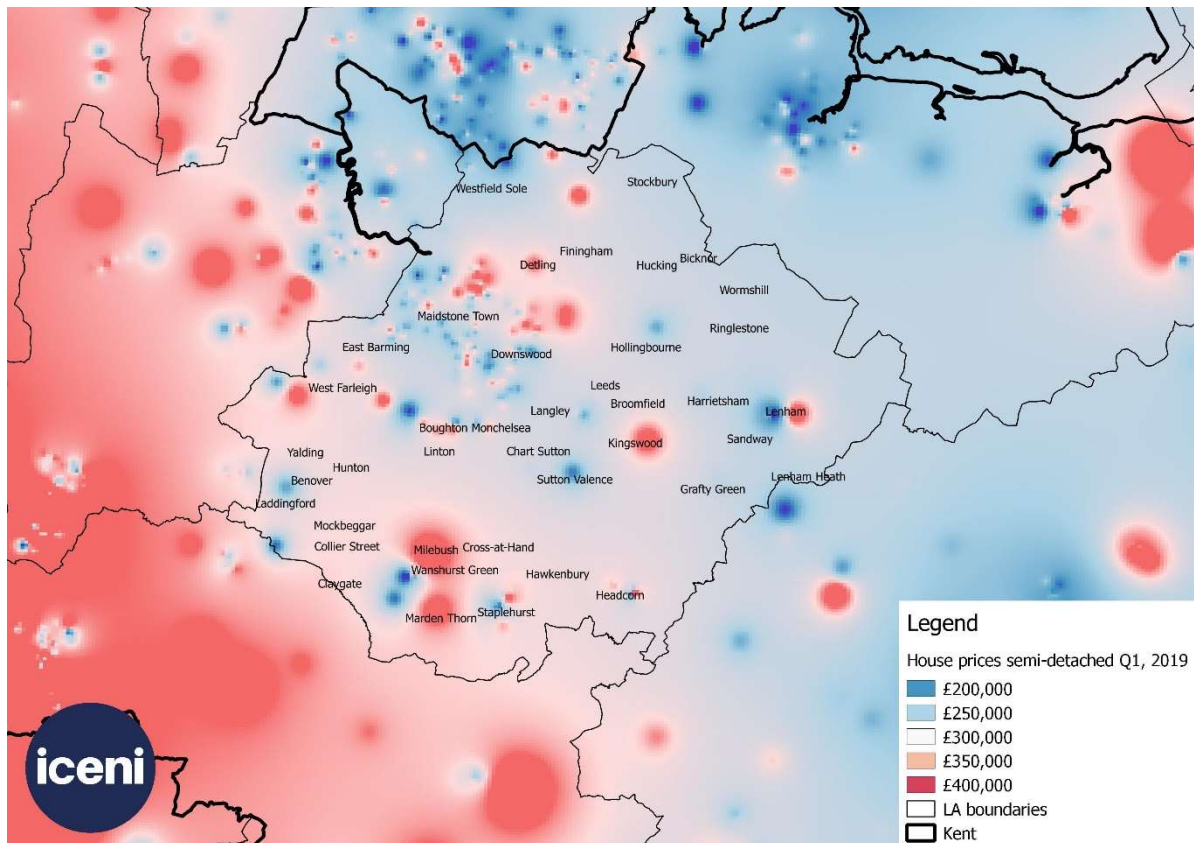 Westfield Sole
Stockbury
Finingham
Detling
Hucking
Bicknor
Wormshill
Maidstone Town
Ringlestone
East Barming
Downswood
Hollingbourne
West Farleigh
Leeds
Broomfield
Harrietsham
Langley
Lenham
Boughton Monchelsea
Kingswood
Sandway
Yalding
Linton
Chart Sutton
Hunton
Benover
Sutton Valence
Lenham Heath
Grafty Green
Laddingford
Mockbeggar
Collier Street
Milebush
Cross-at-Hand
Wanshurst Green
Hawkenbury
Claygate
Headcorn
Marden Thorn
Staplehurst
Legend
House prices semi-detached Q1, 2019
£200,000
£250,000
£300,000
£350,000
£400,000
LA boundaries
Kent
iceni